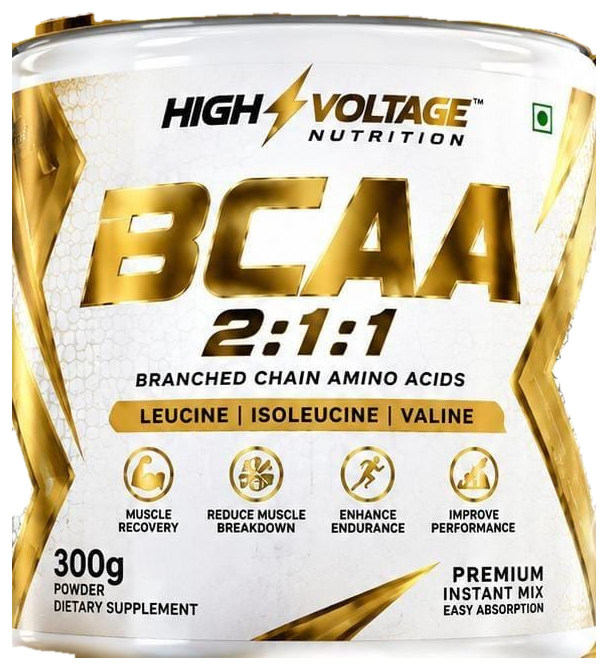 HIGH VOLTAGE™
NUTRITION
BCAA
2:1:1
BRANCHED CHAIN AMINO ACIDS
LEUCINE | ISOLEUCINE | VALINE
MUSCLE RECOVERY
REDUCE MUSCLE BREAKDOWN
ENHANCE ENDURANCE
IMPROVE PERFORMANCE
300g
POWDER
DIETARY SUPPLEMENT
PREMIUM
INSTANT MIX
EASY ABSORPTION